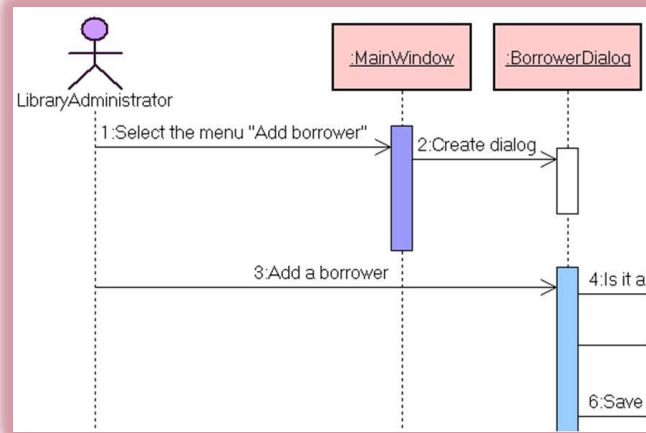 :MainWindow
:BorrowerDialog
LibraryAdministrator
1:Select the menu "Add borrower"
2:Create dialog
3:Add a borrower
4:Is it a
6:Save